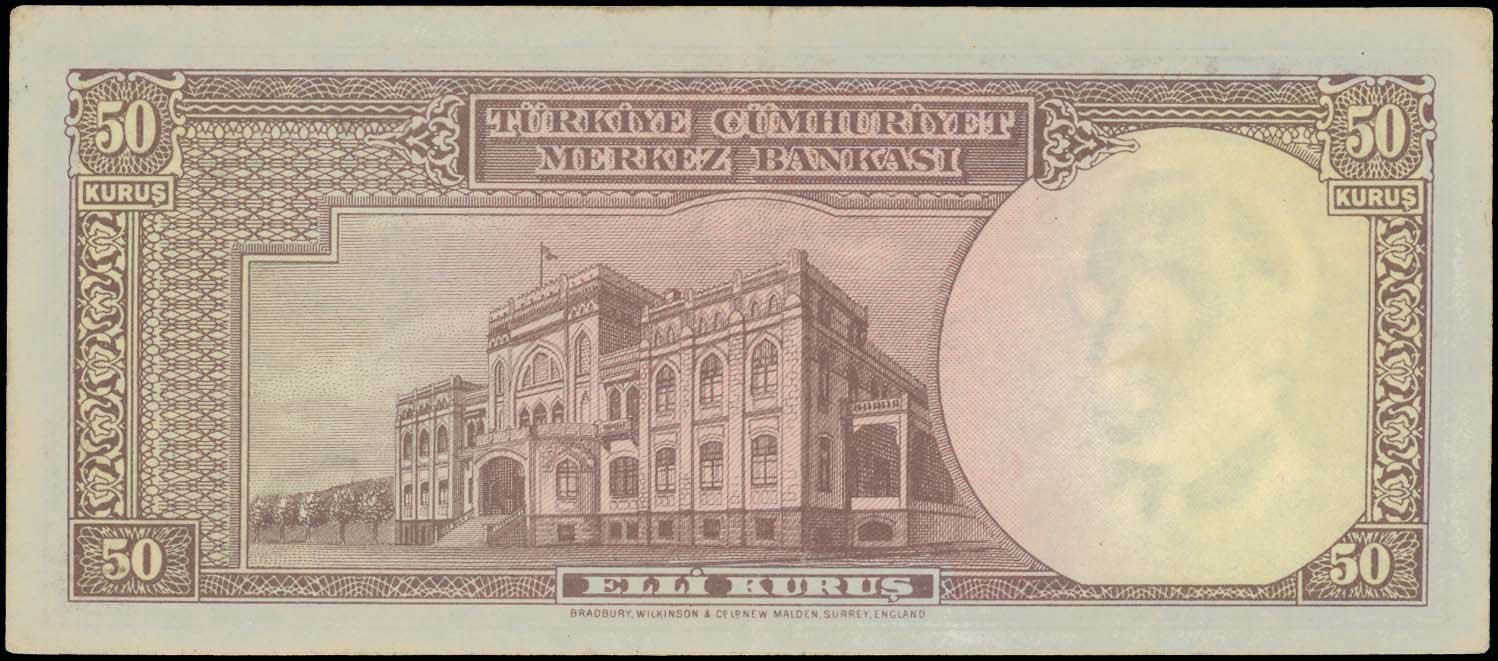 50 TÜRKİYE CÜMHURİYET 50
KURUŞ MERKEZ BANKASI KURUŞ
50 ELLİ KURUŞ 50
BRADBURY, WILKINSON & Co Ld NEW MALDEN, SURREY, ENGLAND